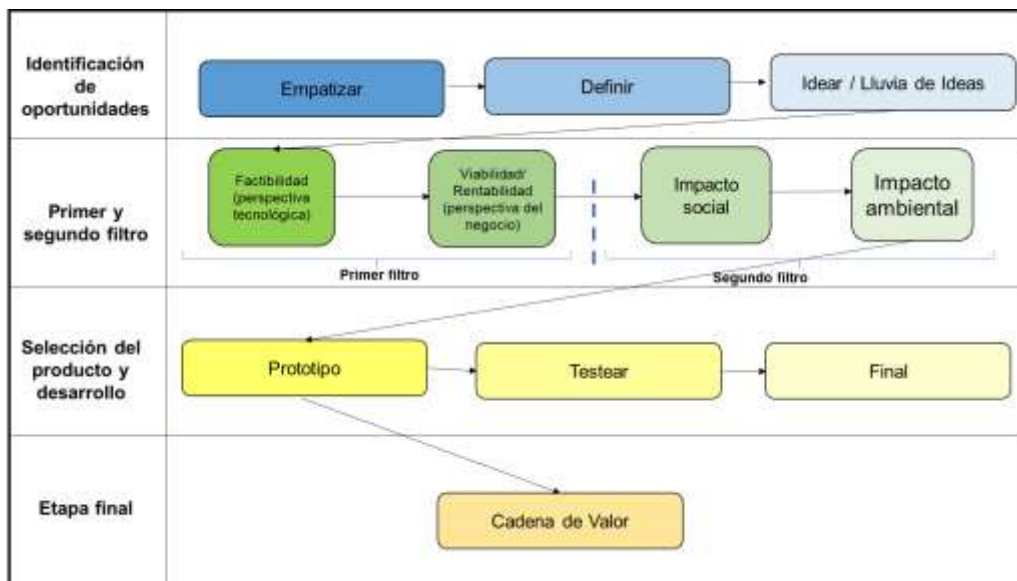 Identificación
de
oportunidades
Empatizar
Definir
Idear / Lluvia de Ideas
Primer y
segundo filtro
Factibilidad
(perspectiva
tecnológica)
Viabilidad/
Rentabilidad
(perspectiva del
negocio)
Impacto
social
Impacto
ambiental
Primer filtro
Segundo filtro
Selección del
producto y
desarrollo
Prototipo
Testear
Final
Etapa final
Cadena de Valor